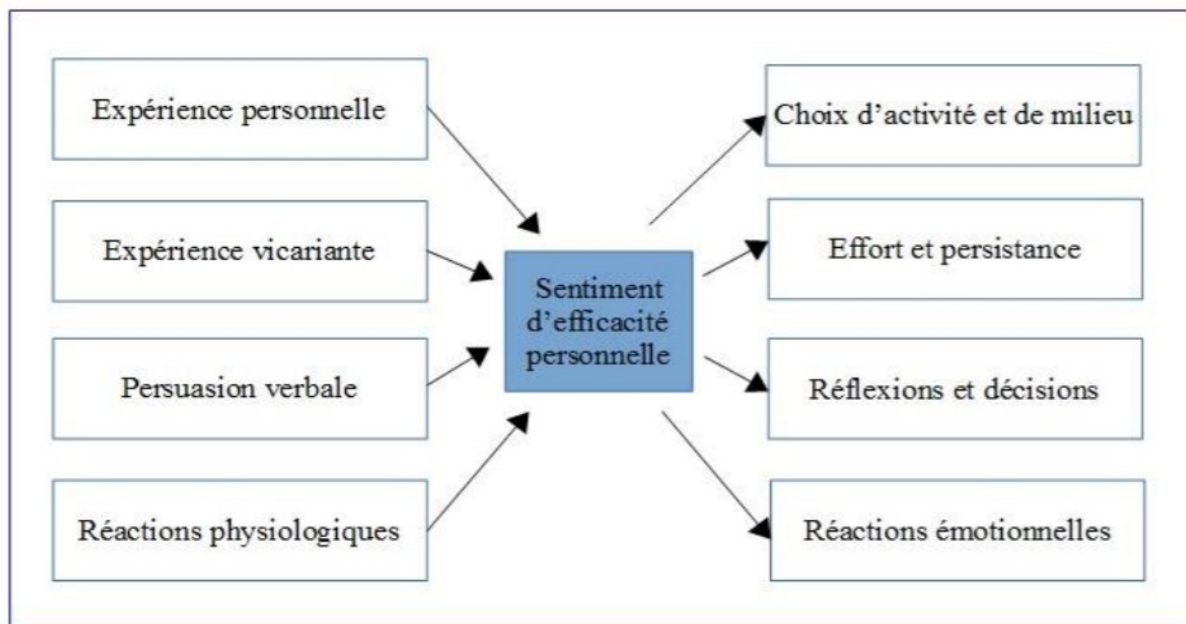 Expérience personnelle
Expérience vicariante
Persuasion verbale
Réactions physiologiques
Sentiment
d'efficacité
personnelle
Choix d'activité et de milieu
Effort et persistance
Réflexions et décisions
Réactions émotionnelles